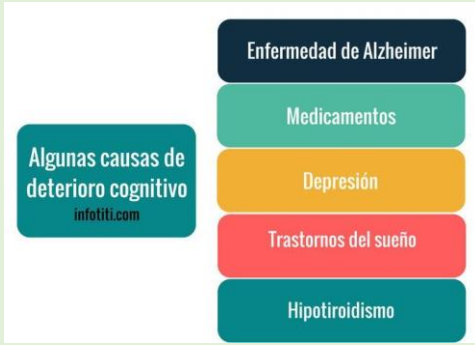 Algunas causas de
deterioro cognitivo
infotiti.com
Enfermedad de Alzheimer
Medicamentos
Depresión
Trastornos del sueño
Hipotiroidismo